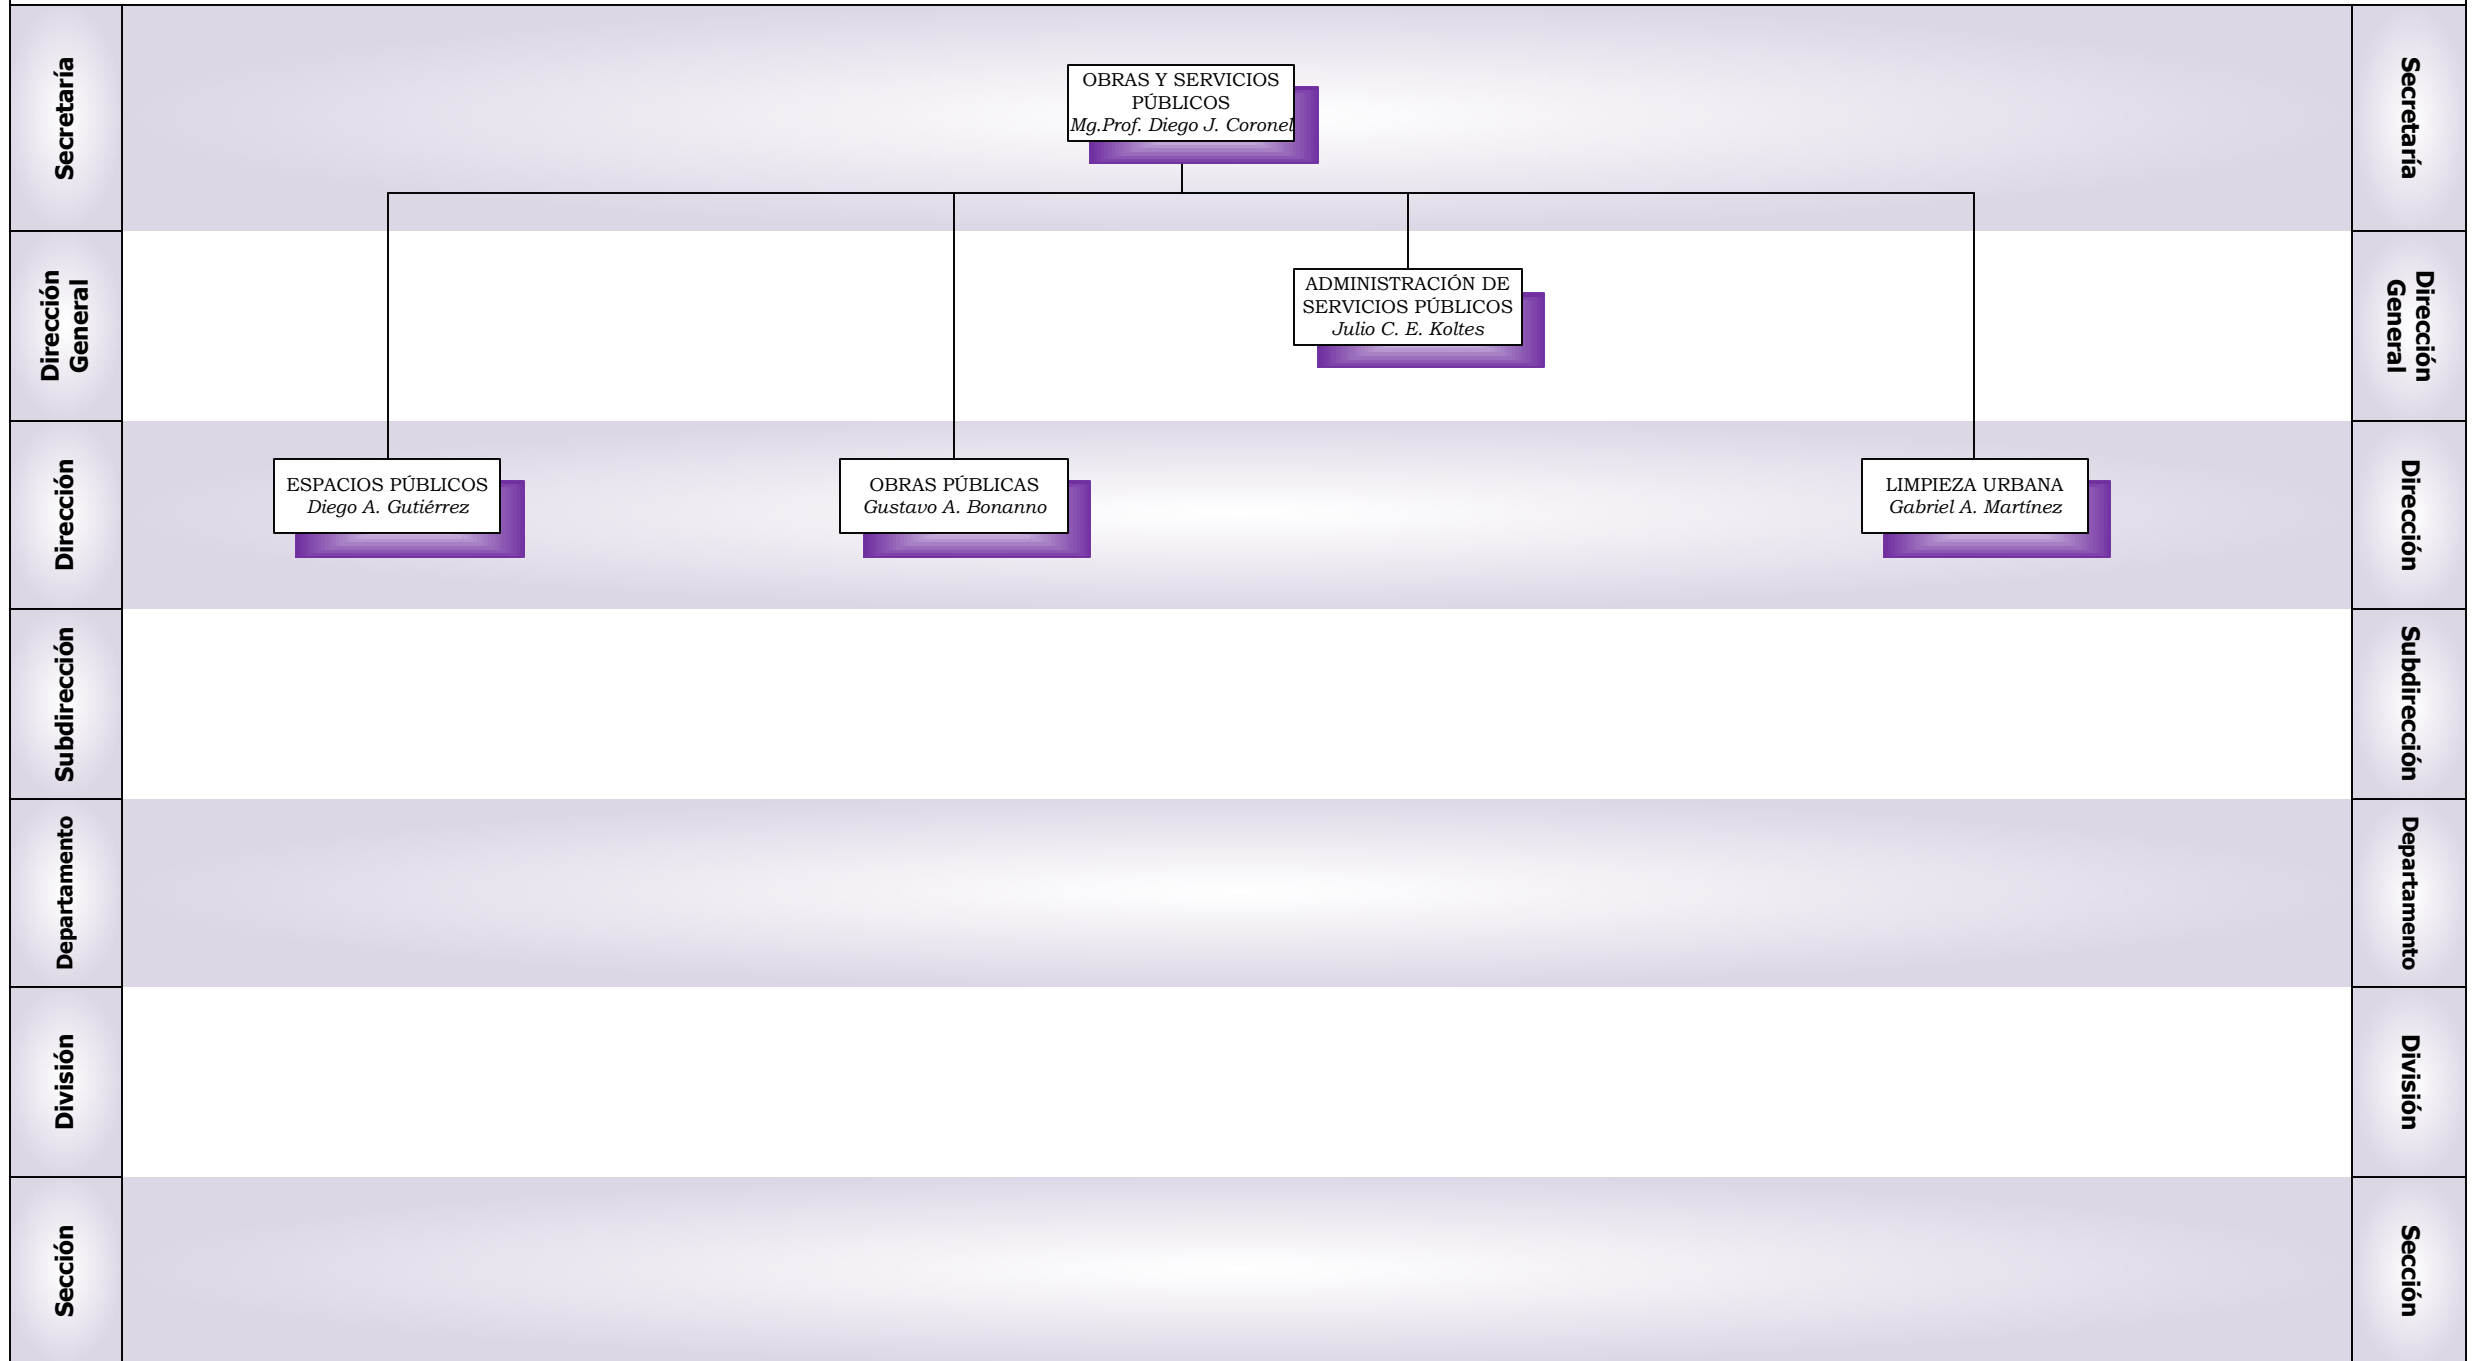 Secretaría
OBRAS Y SERVICIOS
PÚBLICOS
Mg.Prof. Diego J. Coronel
Secretaría
Dirección
General
ADMINISTRACIÓN DE
SERVICIOS PÚBLICOS
Julio C. E. Koltes
Dirección
General
Dirección
ESPACIOS PÚBLICOS
Diego A. Gutiérrez
OBRAS PÚBLICAS
Gustavo A. Bonanno
LIMPIEZA URBANA
Gabriel A. Martínez
Dirección
Subdirección
Subdirección
Departamento
Departamento
División
División
Sección
Sección